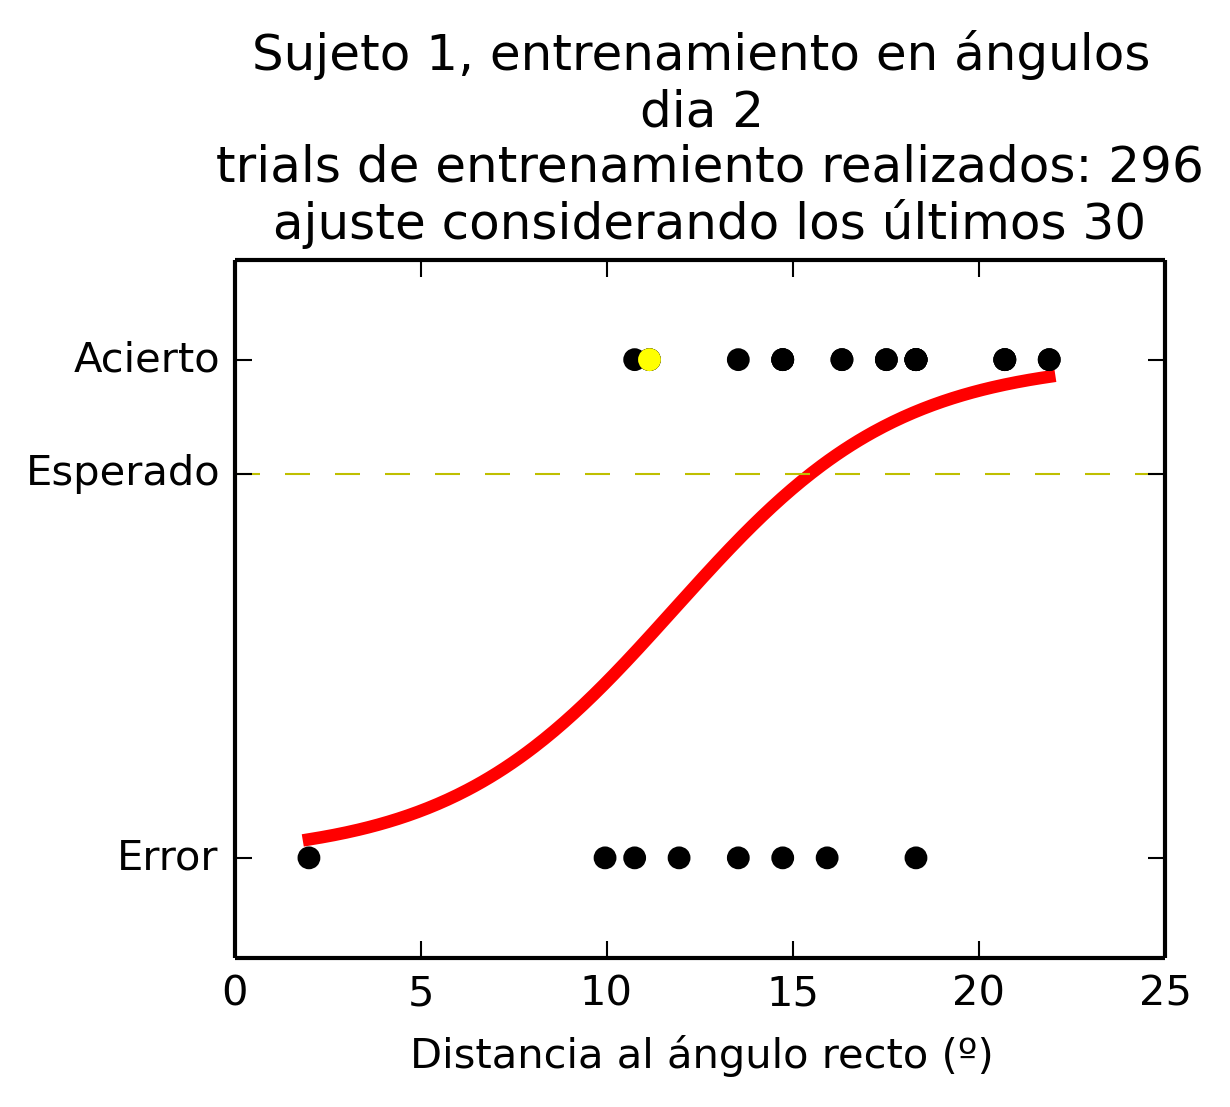 Sujeto 1, entrenamiento en ángulos
dia 2
trials de entrenamiento realizados: 296
ajuste considerando los últimos 30
Acierto
Esperado
Error
0 5 10 15 20 25
Distancia al ángulo recto (º)